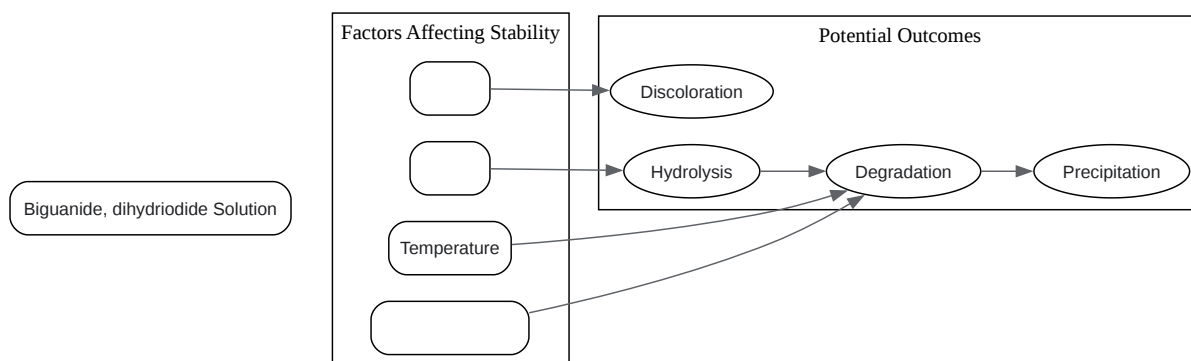 Factors Affecting Stability
Potential Outcomes
Discoloration
Hydrolysis
Degradation
Precipitation
Biguanide, dihydriodide Solution
Temperature